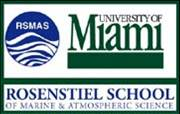 RSMAS
UNIVERSITY OF
Miami
ROSENSTIEL SCHOOL
OF MARINE & ATMOSPHERIC SCIENCE